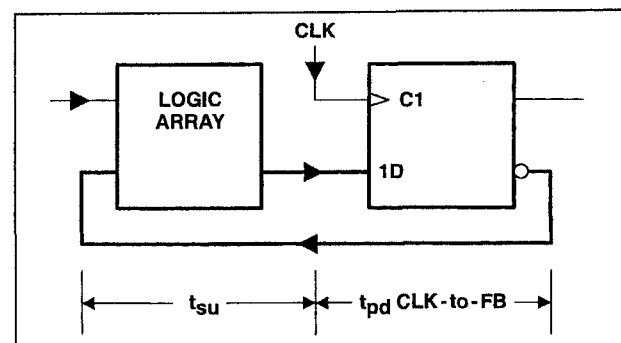 CLK
LOGIC
ARRAY
C1
1D
tsu
tpd CLK-to-FB